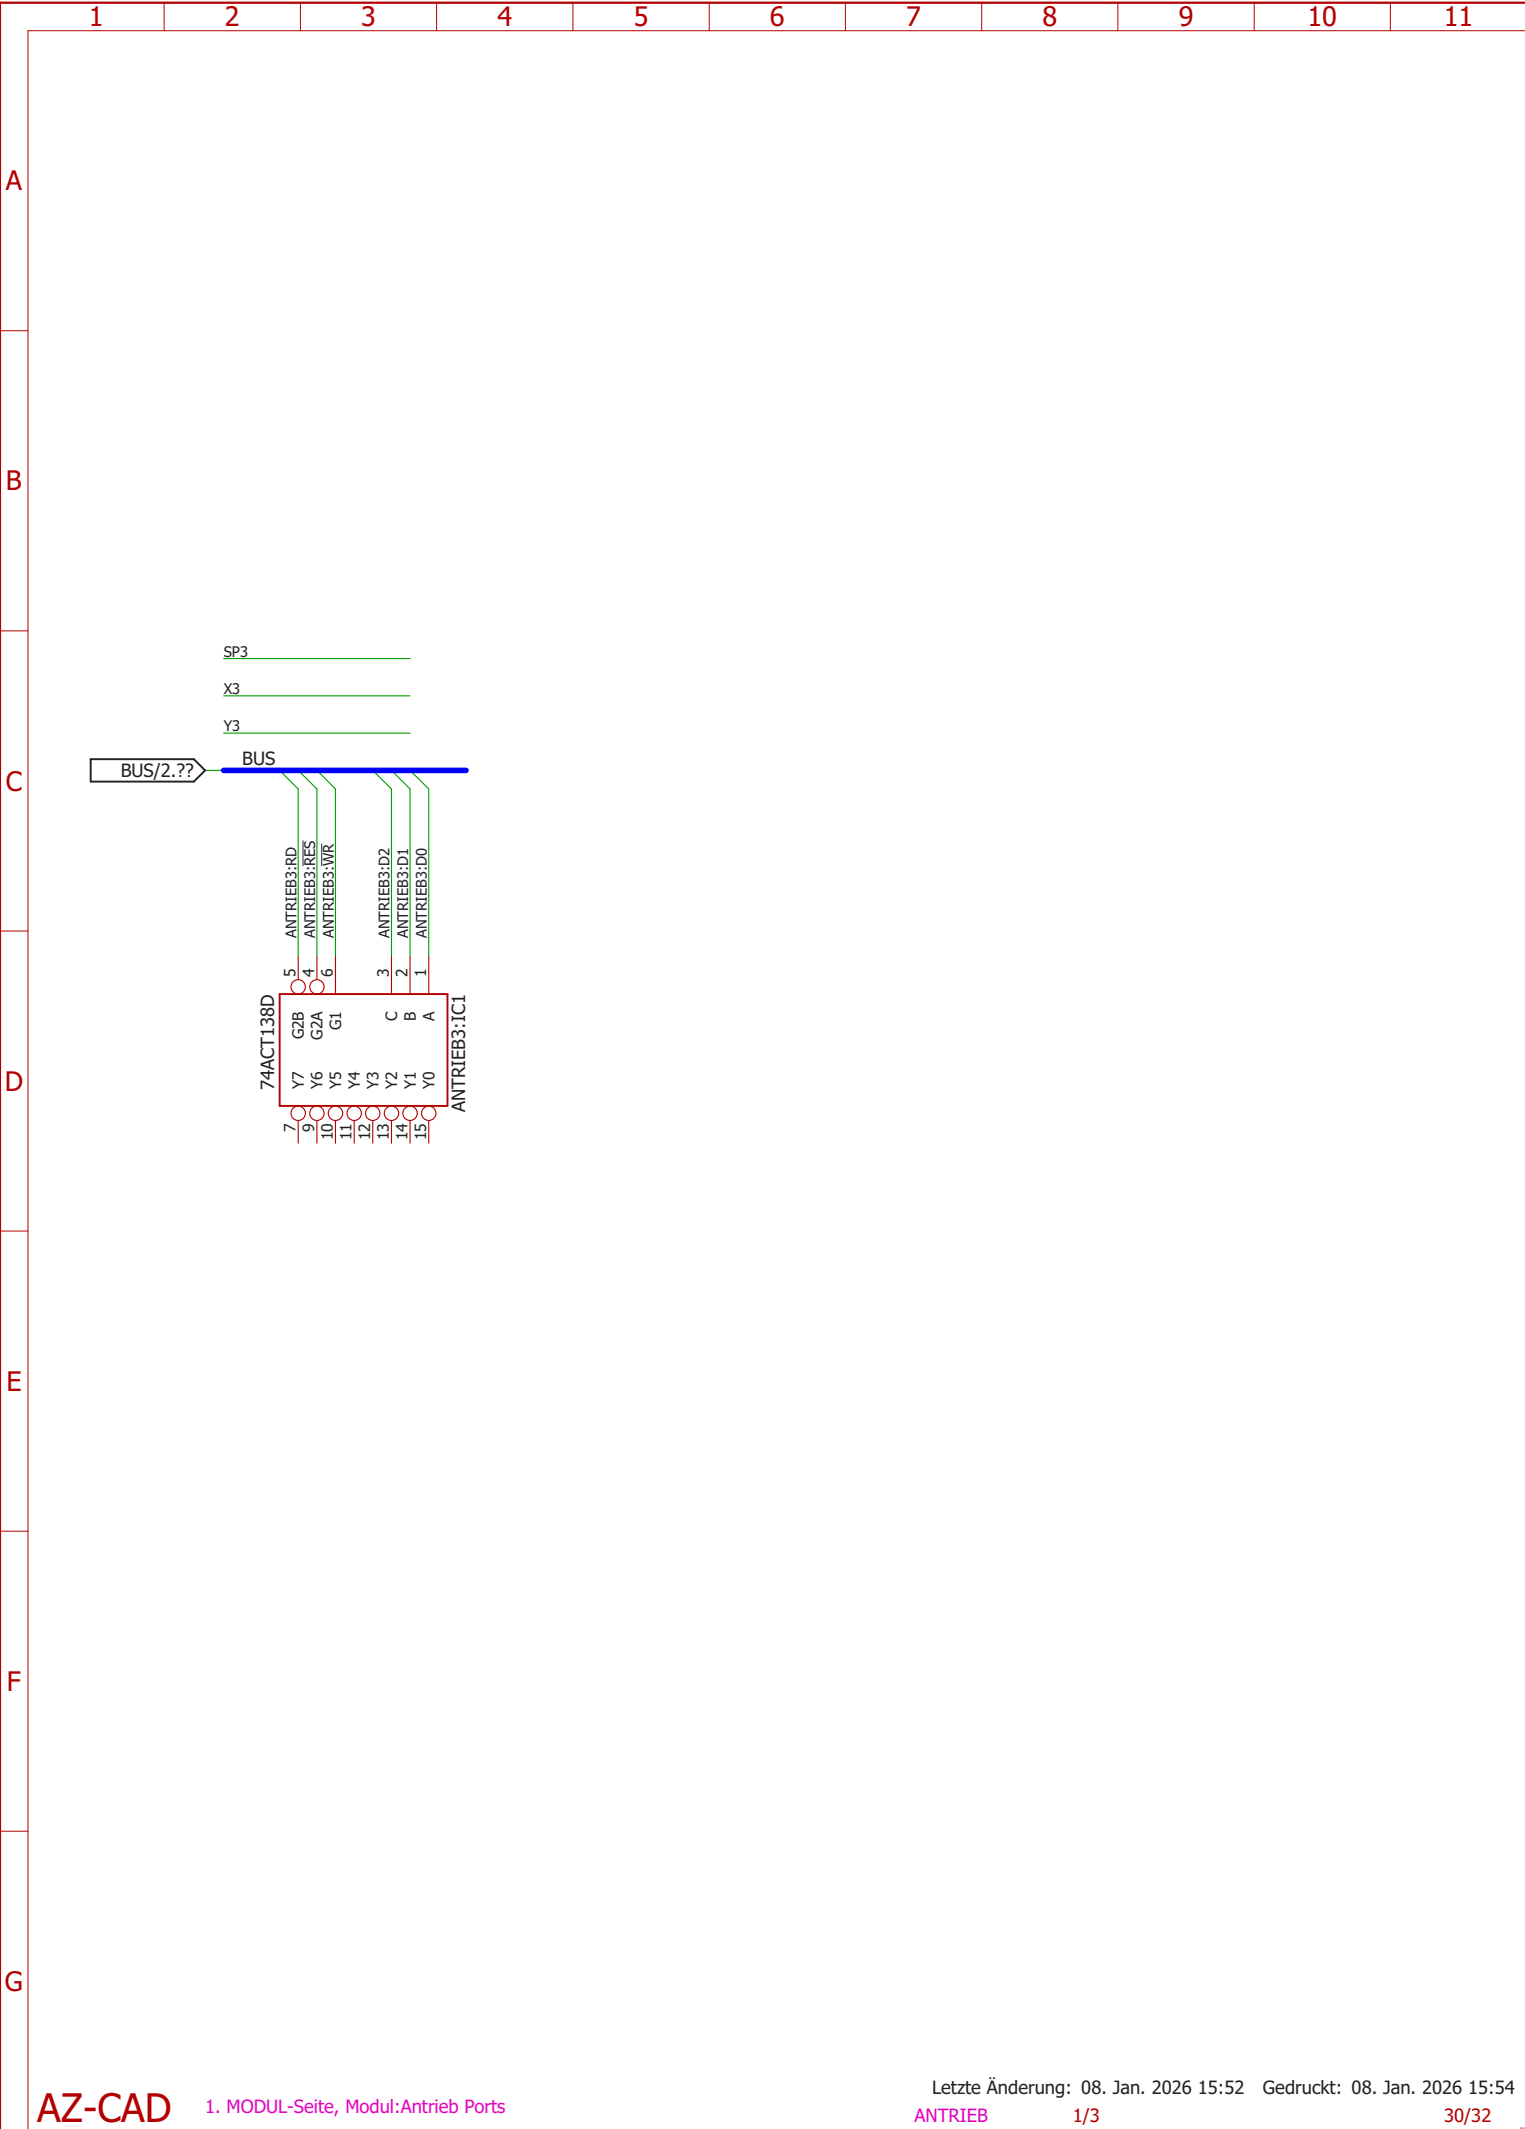 1 2 3 4 5 6 7 8 9 10 11
A
B
SP3
X3
Y3
BUS
BUS/2.??
C
ANTRIEB3:RD
ANTRIEB3:R̅E̅S̅
ANTRIEB3:W̅R̅
ANTRIEB3:D2
ANTRIEB3:D1
ANTRIEB3:D0
5 4 6 3 2 1
74ACT138D
G2B G2A G1 C B A
ANTRIEB3:IC1
D
Y7 Y6 Y5 Y4 Y3 Y2 Y1 Y0
7 9 10 11 12 13 14 15
E
F
G
Letzte Änderung: 08. Jan. 2026 15:52 Gedruckt: 08. Jan. 2026 15:54
AZ-CAD 1. MODUL-Seite, Modul:Antrieb Ports
ANTRIEB 1/3 30/32